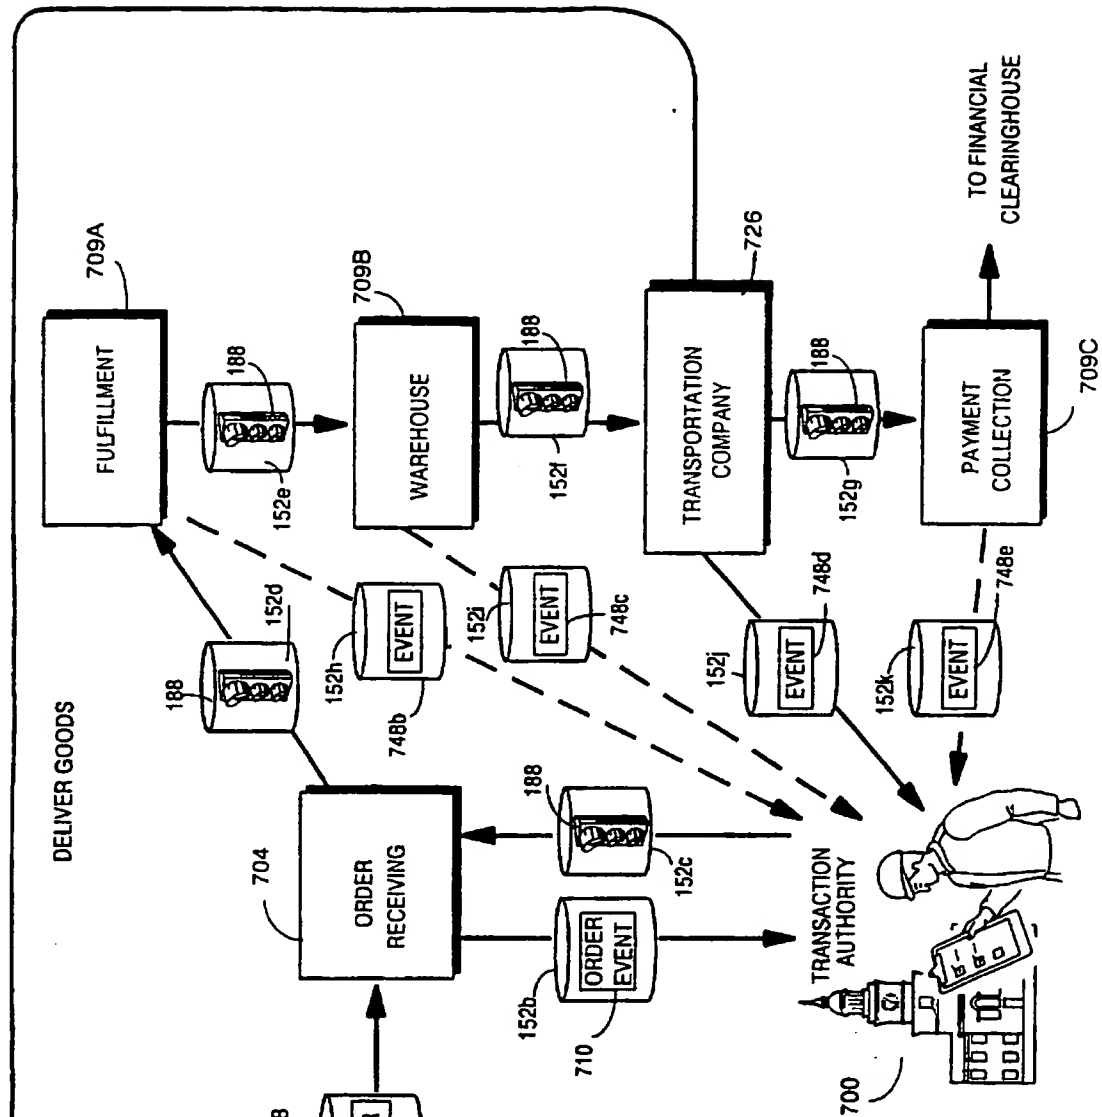 DELIVER GOODS
709A
FULFILLMENT
188
152e
709B
WAREHOUSE
188
152f
726
TRANSPORTATION
COMPANY
188
152g
709C
PAYMENT
COLLECTION
TO FINANCIAL
CLEARINGHOUSE
188
152d
152h
EVENT
748b
152i
EVENT
748c
152j
EVENT
748d
152k
EVENT
748e
704
ORDER
RECEIVING
188
152c
152b
ORDER
EVENT
710
TRANSACTION
AUTHORITY
700